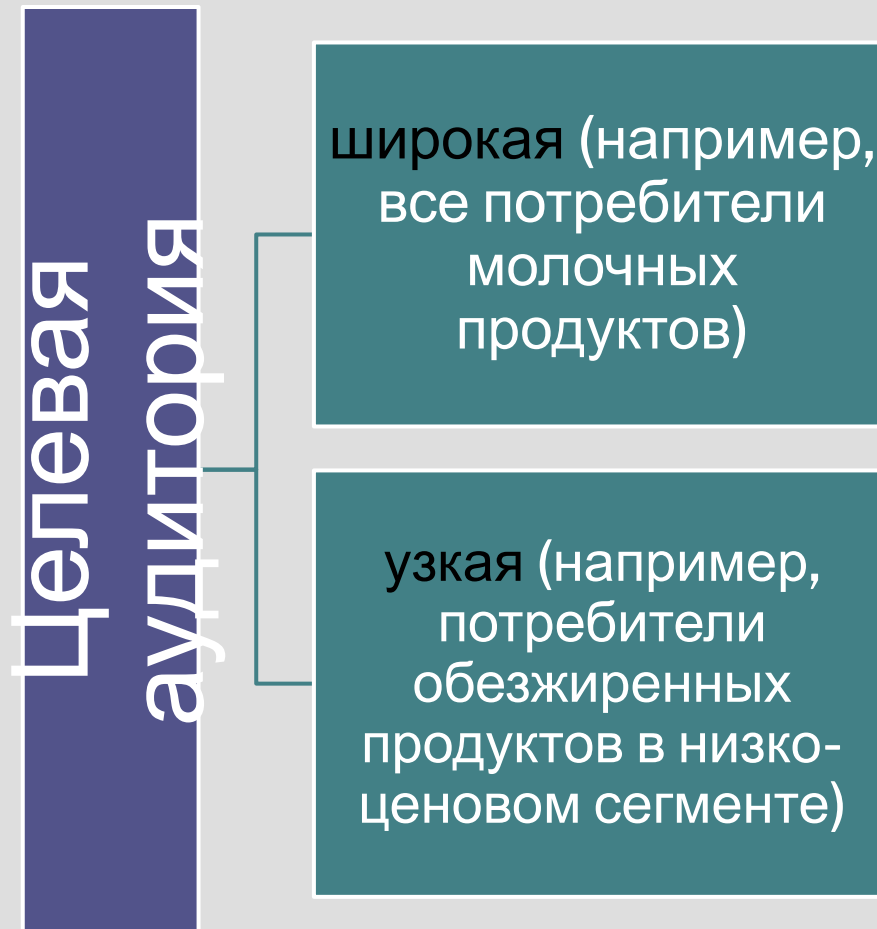 Целевая
аудитория
широкая (например,
все потребители
молочных
продуктов)
узкая (например,
потребители
обезжиренных
продуктов в низко-
ценовом сегменте)